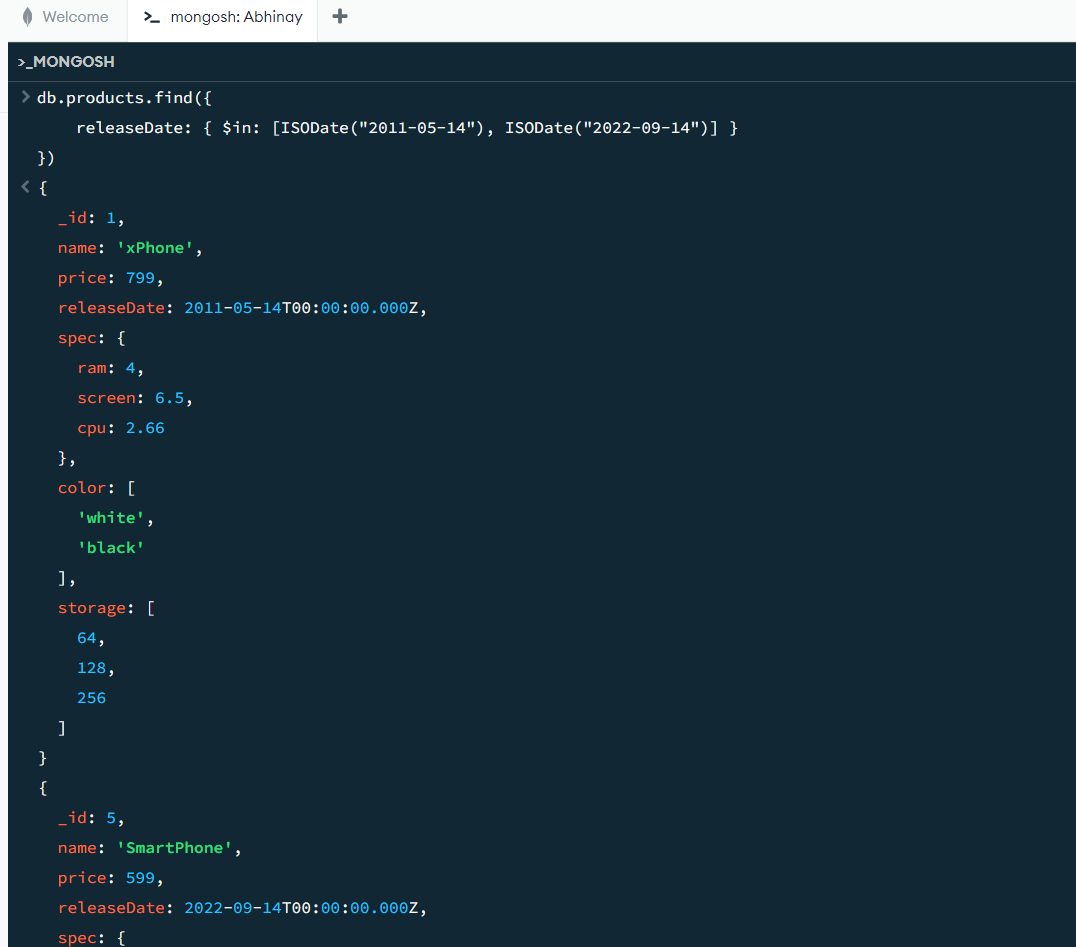 Welcome
>_ mongosh: Abhinay +
>_MONGOSH
> db.products.find({
releaseDate: { $in: [ISODate("2011-05-14"), ISODate("2022-09-14")] }
})
< {
_id: 1,
name: 'xPhone',
price: 799,
releaseDate: 2011-05-14T00:00:00.000Z,
spec: {
ram: 4,
screen: 6.5,
cpu: 2.66
},
color: [
'white',
'black'
],
storage: [
64,
128,
256
]
}
{
_id: 5,
name: 'SmartPhone',
price: 599,
releaseDate: 2022-09-14T00:00:00.000Z,
spec: {